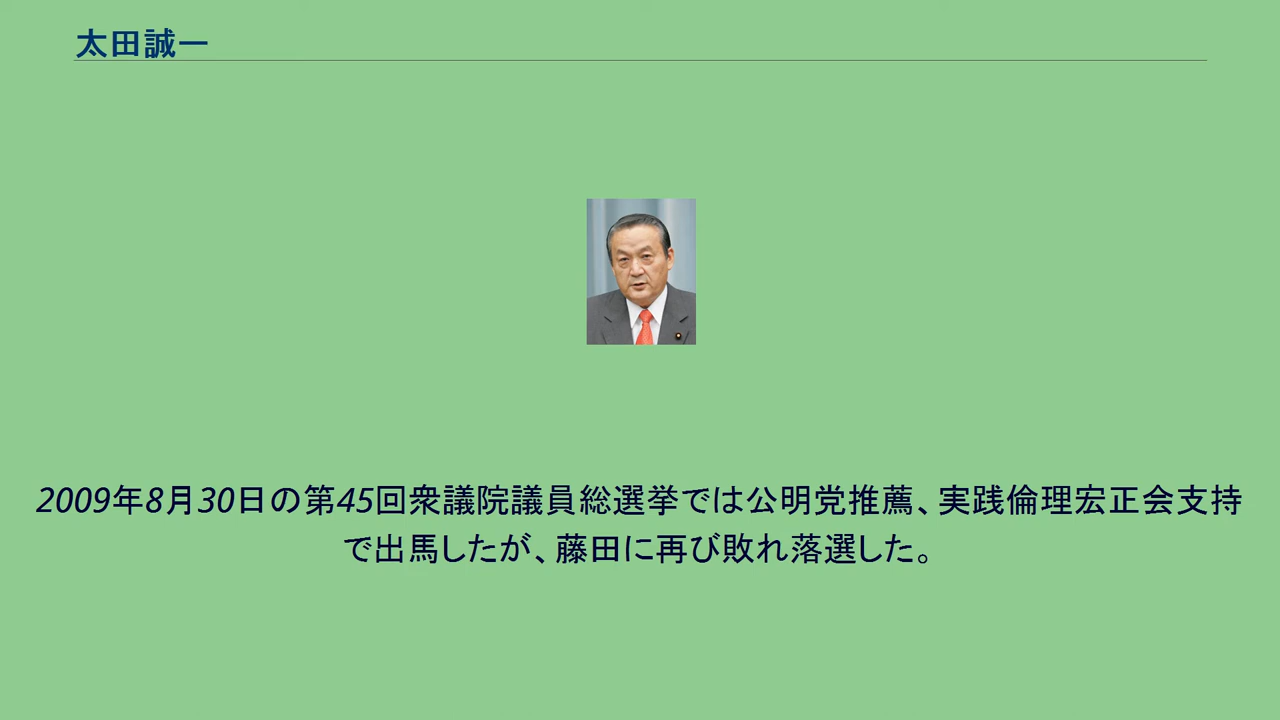 太田誠一
2009年8月30日の第45回衆議院議員総選挙では公明党推薦、実践倫理宏正会支持
で出馬したが、藤田に再び敗れ落選した。